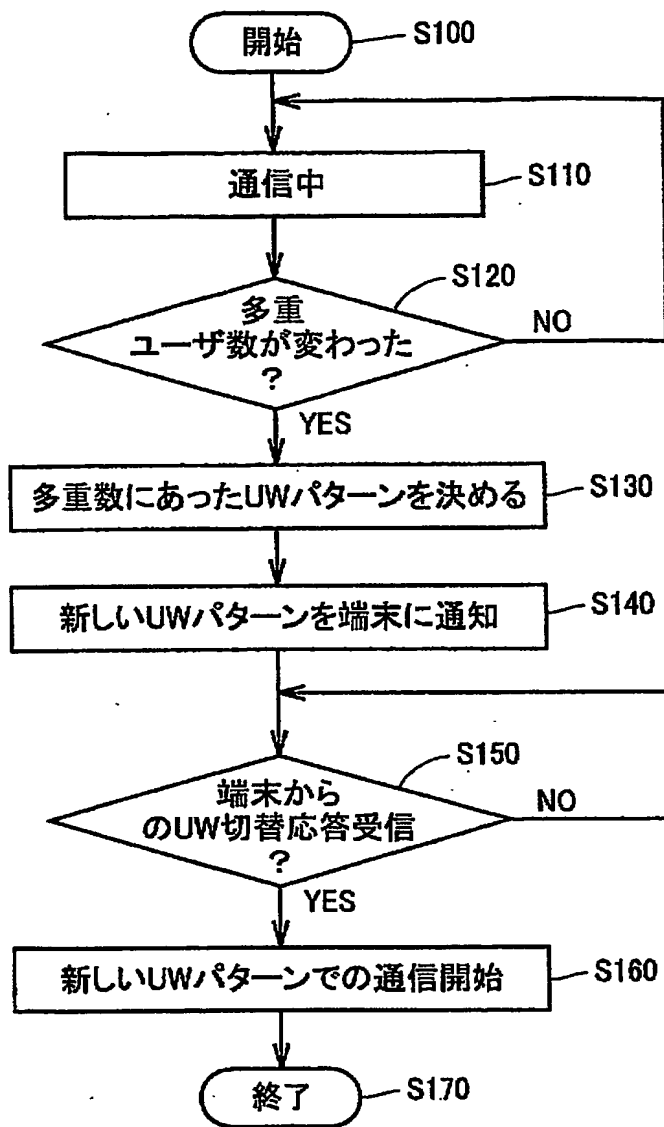 開始
S100
通信中
S110
S120
多重
ユーザ数が変わった
?
NO
YES
多重数にあったUWパターンを決める
S130
新しいUWパターンを端末に通知
S140
S150
端末から
のUW切替応答受信
?
NO
YES
新しいUWパターンでの通信開始
S160
終了
S170